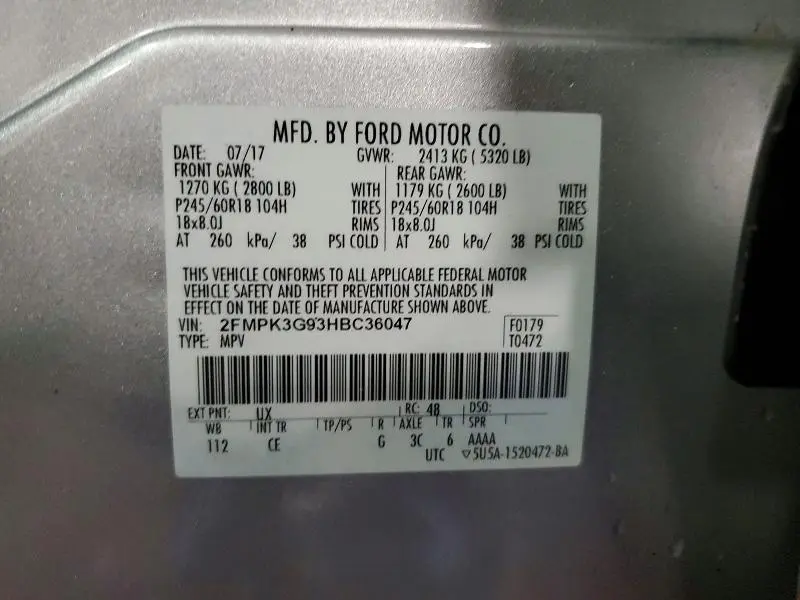 MFD. BY FORD MOTOR CO.
DATE: 07/17 GVWR: 2413 KG ( 5320 LB)
FRONT GAWR: REAR GAWR:
1270 KG ( 2800 LB) WITH 1179 KG ( 2600 LB) WITH
P245/60R18 104H TIRES P245/60R18 104H TIRES
18x8.0J RIMS 18x8.0J RIMS
AT 260 kPa/ 38 PSI COLD AT 260 kPa/ 38 PSI COLD
THIS VEHICLE CONFORMS TO ALL APPLICABLE FEDERAL MOTOR
VEHICLE SAFETY AND THEFT PREVENTION STANDARDS IN
EFFECT ON THE DATE OF MANUFACTURE SHOWN ABOVE.
VIN: 2FMPK3G93HBC36047 F0179
TYPE: MPV T0472
EXT PNT: UX RC: 48 DSO:
WB INT TR TP/PS R AXLE TR SPR
112 CE G 3C 6 AAAA
UTC ▽5U5A-1520472-BA